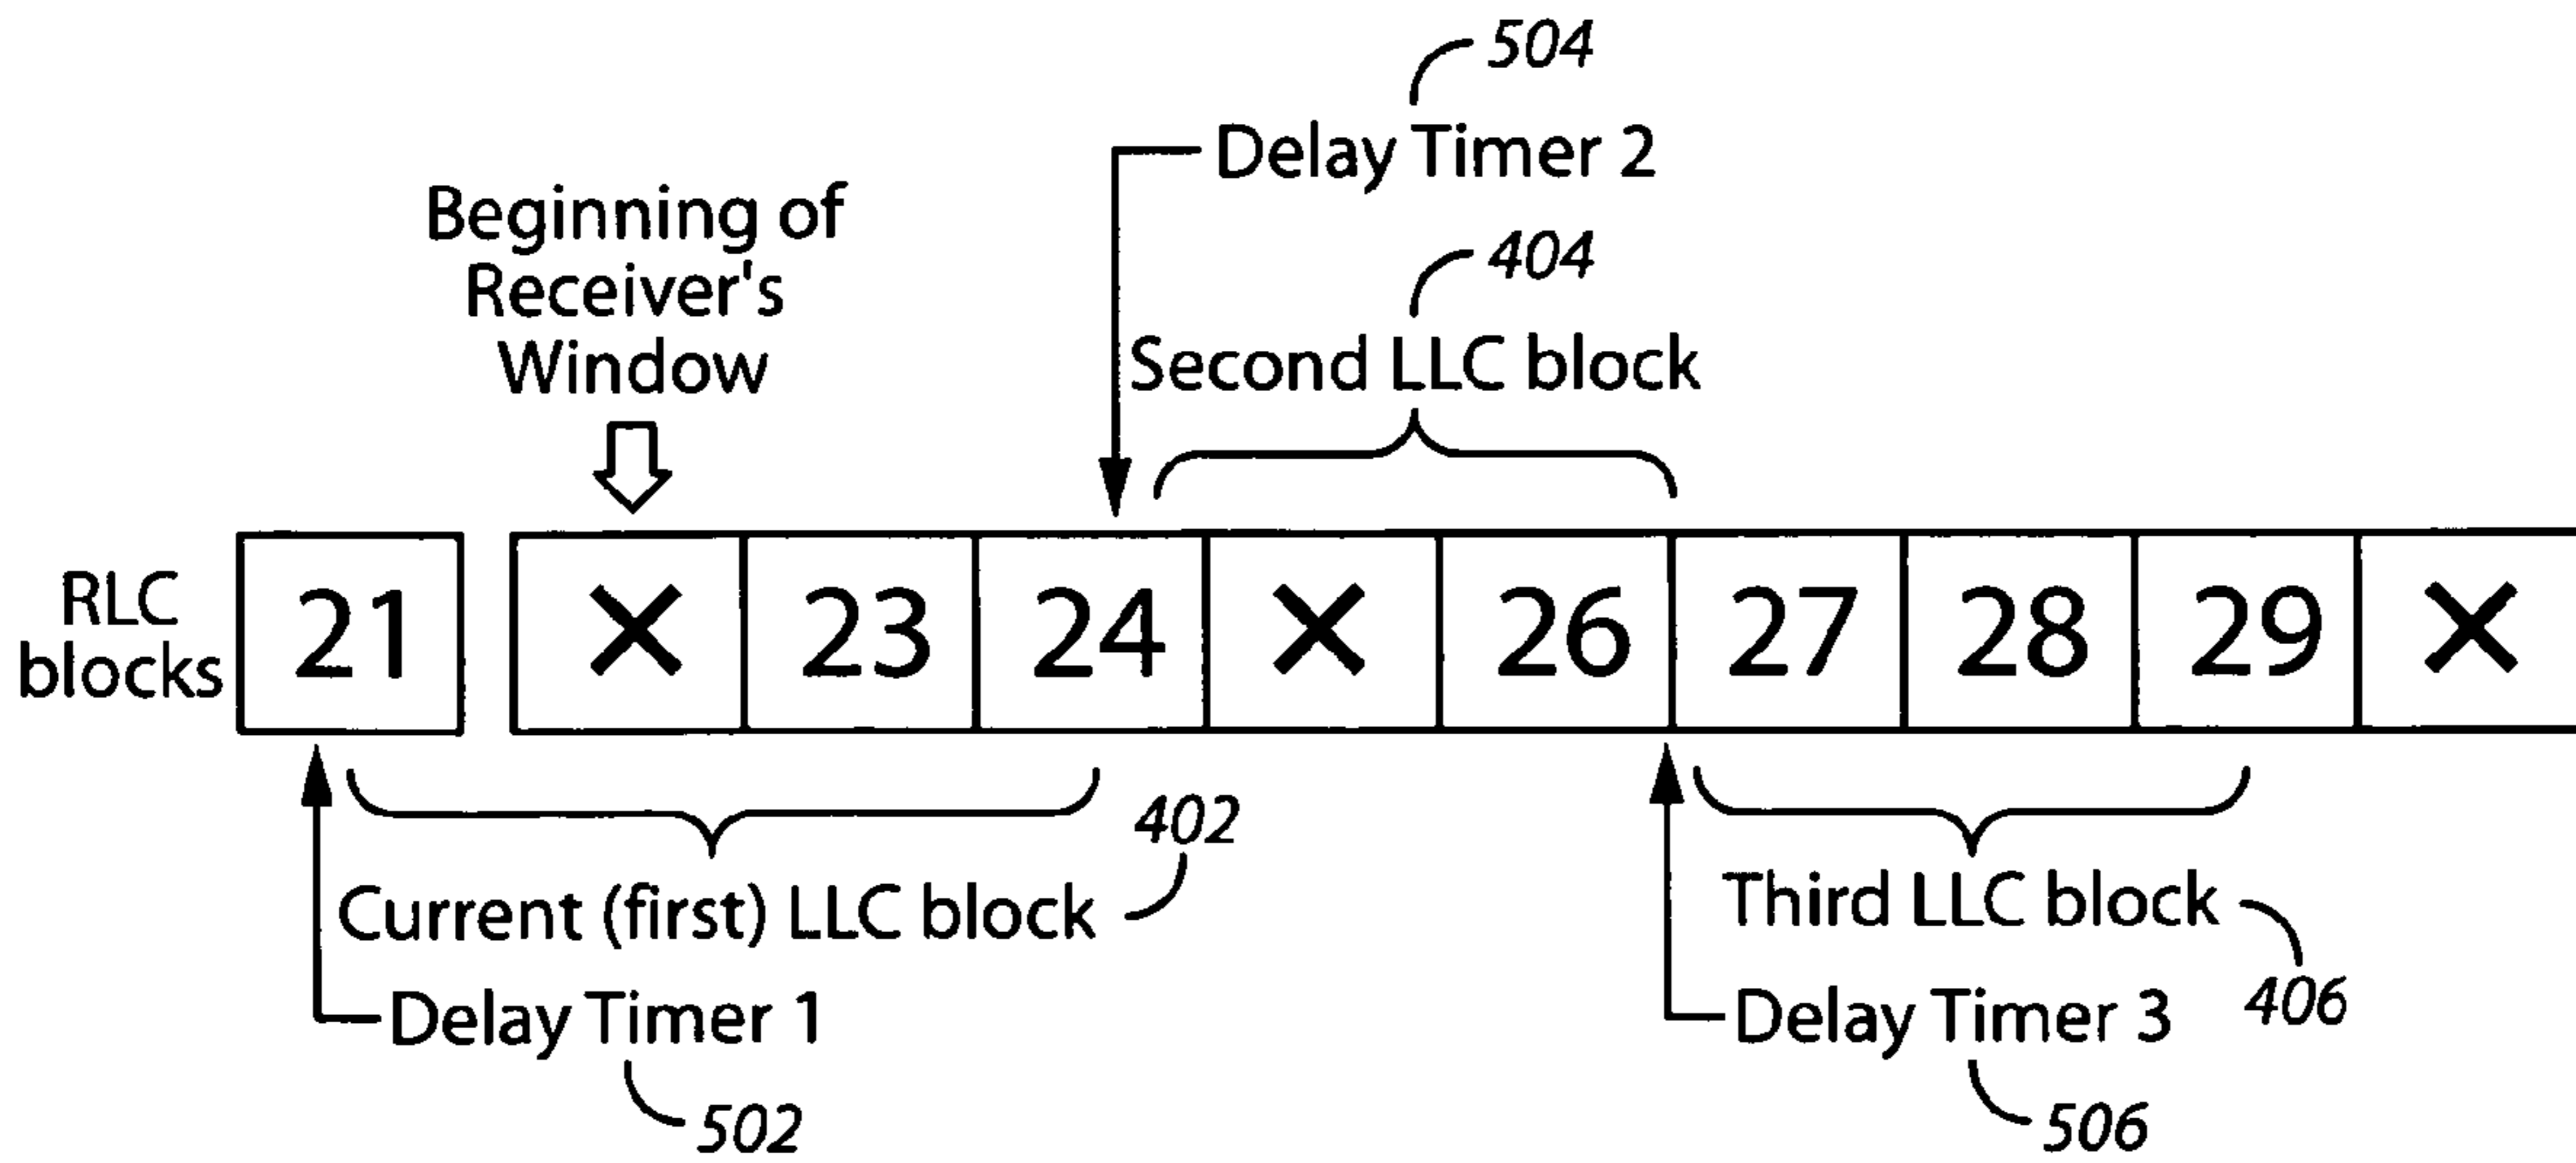 504
Delay Timer 2
Beginning of
Receiver's
Window
404
Second LLC block
RLC
blocks
21 X 23 24 X 26 27 28 29 X
402
Current (first) LLC block
Third LLC block
406
Delay Timer 1
Delay Timer 3
502
506